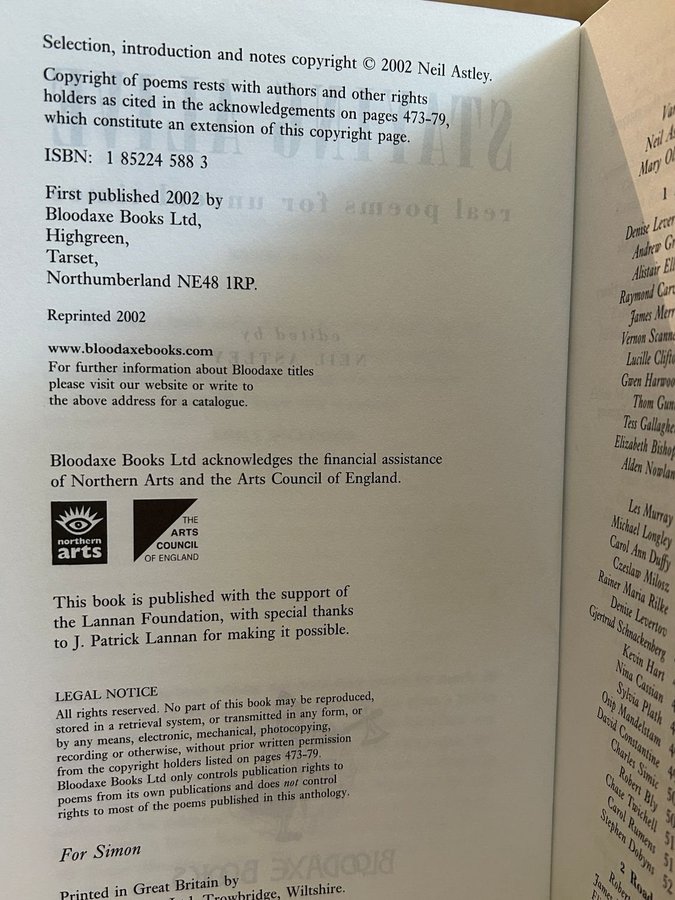 Selection, introduction and notes copyright © 2002 Neil Astley.
Copyright of poems rests with authors and other rights
holders as cited in the acknowledgements on pages 473-79,
which constitute an extension of this copyright page.
ISBN: 1 85224 588 3
First published 2002 by
Bloodaxe Books Ltd,
Highgreen,
Tarset,
Northumberland NE48 1RP.
Reprinted 2002
www.bloodaxebooks.com
For further information about Bloodaxe titles
please visit our website or write to
the above address for a catalogue.
Bloodaxe Books Ltd acknowledges the financial assistance
of Northern Arts and the Arts Council of England.
northern
arts
THE
ARTS
COUNCIL
OF ENGLAND
This book is published with the support of
the Lannan Foundation, with special thanks
to J. Patrick Lannan for making it possible.
LEGAL NOTICE
All rights reserved. No part of this book may be reproduced,
stored in a retrieval system, or transmitted in any form, or
by any means, electronic, mechanical, photocopying,
recording or otherwise, without prior written permission
from the copyright holders listed on pages 473-79.
Bloodaxe Books Ltd only controls publication rights to
poems from its own publications and does not control
rights to most of the poems published in this anthology.
For Simon
Printed in Great Britain by
Trowbridge, Wiltshire.
Neil
Mary
1
Denise
Andrew
Alistair
Raymond
James
Vernon
Lucille
Gwen
Thom
Tess
Elizabeth Bishop
Alden
Les Murray
Michael Longley
Carol Ann Duffy
Czeslaw Milosz
Rainer Maria Rilke
Denise Levertov
Gjertrud Schnackenberg
Kevin Hart
Nina Cassian
Sylvia Plath
Osip Mandelstam
David Constantine
Charles Simic
Robert Bly
Chase Twichell
Carol Rumens 51
Stephen Dobyns 52
2